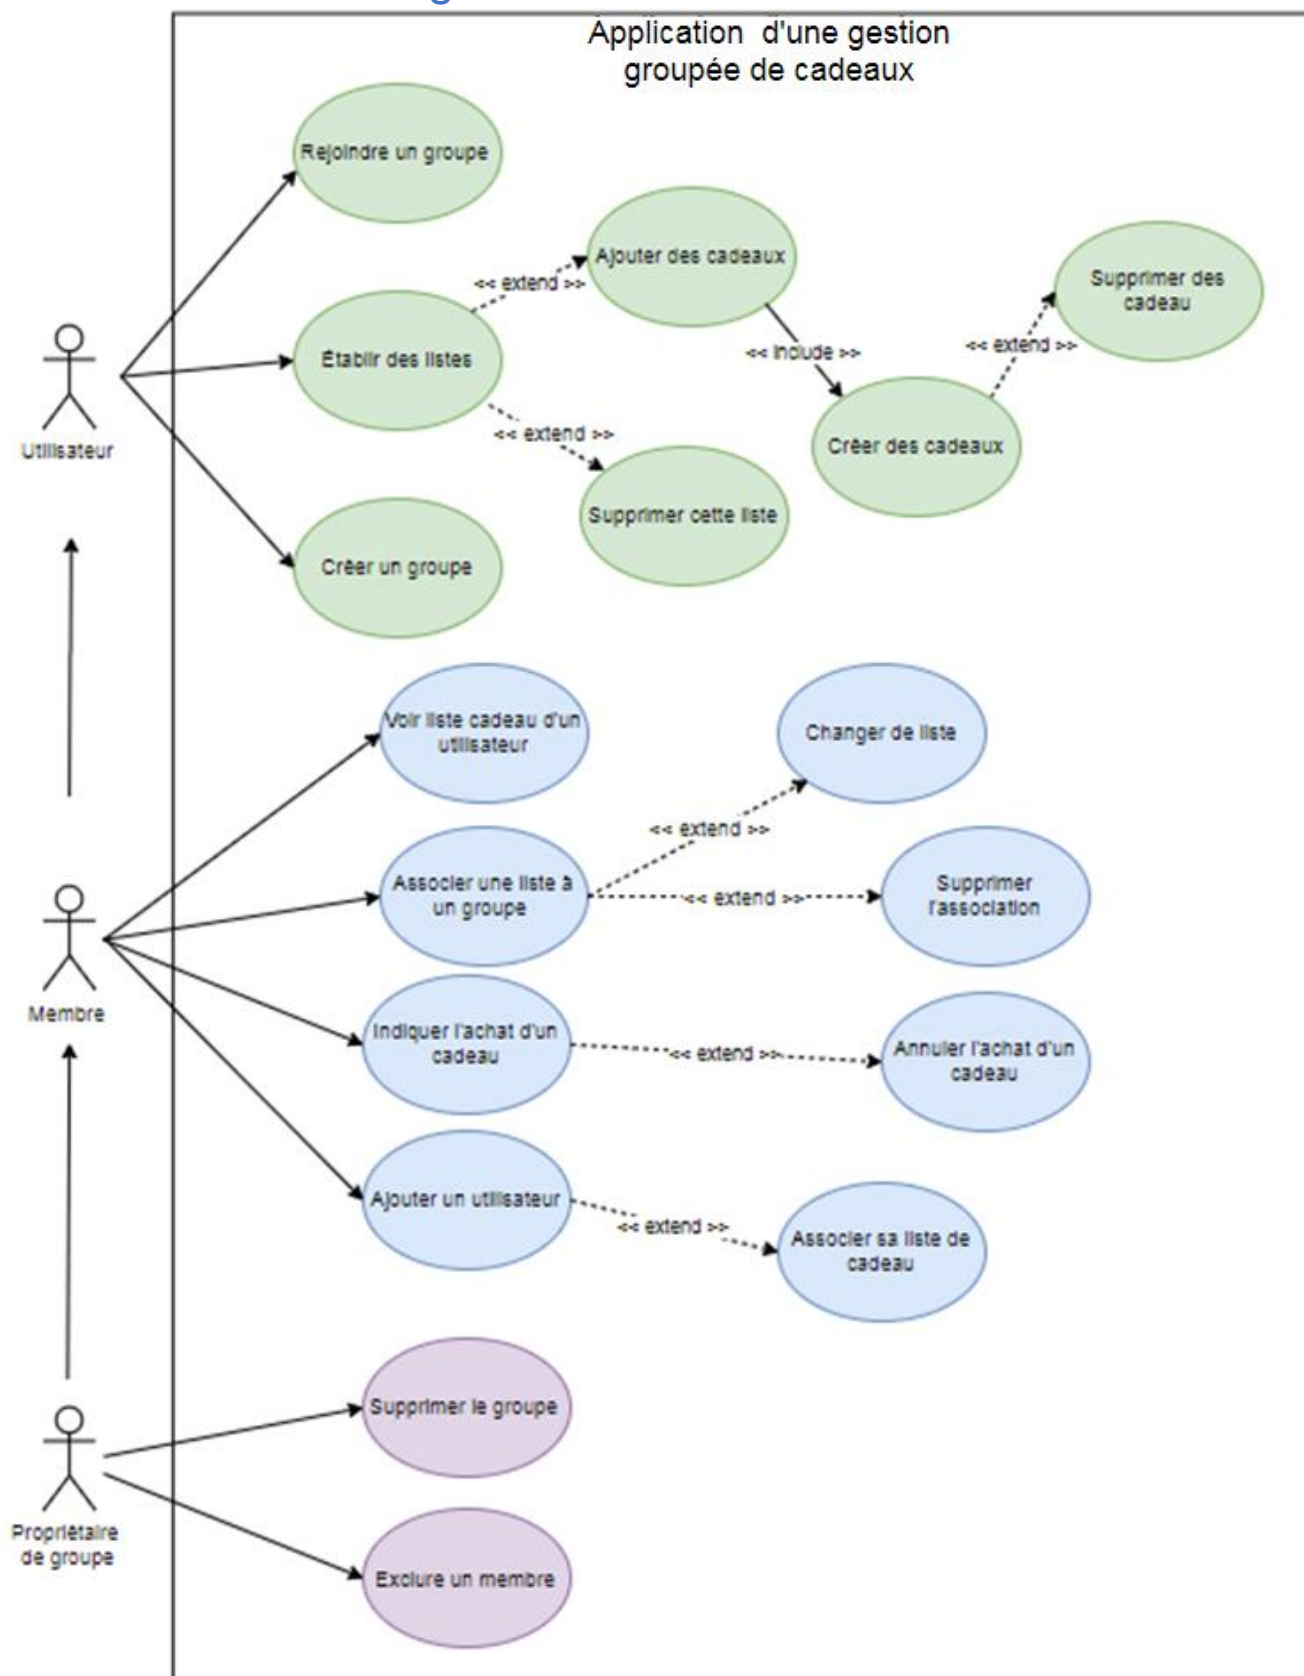 Application d'une gestion
groupée de cadeaux
Rejoindre un groupe
Ajouter des cadeaux
Supprimer des
cadeau
<< extend >>
<< include >>
<< extend >>
Établir des listes
Utilisateur
<< extend >>
Créer des cadeaux
Supprimer cette liste
Créer un groupe
Voir liste cadeau d'un
utilisateur
Changer de liste
<< extend >>
Associer une liste à
un groupe
<< extend >>
Supprimer
l'association
Membre
Indiquer l'achat d'un
cadeau
<< extend >>
Annuler l'achat d'un
cadeau
Ajouter un utilisateur
<< extend >>
Associer sa liste de
cadeau
Supprimer le groupe
Propriétaire
de groupe
Exclure un membre